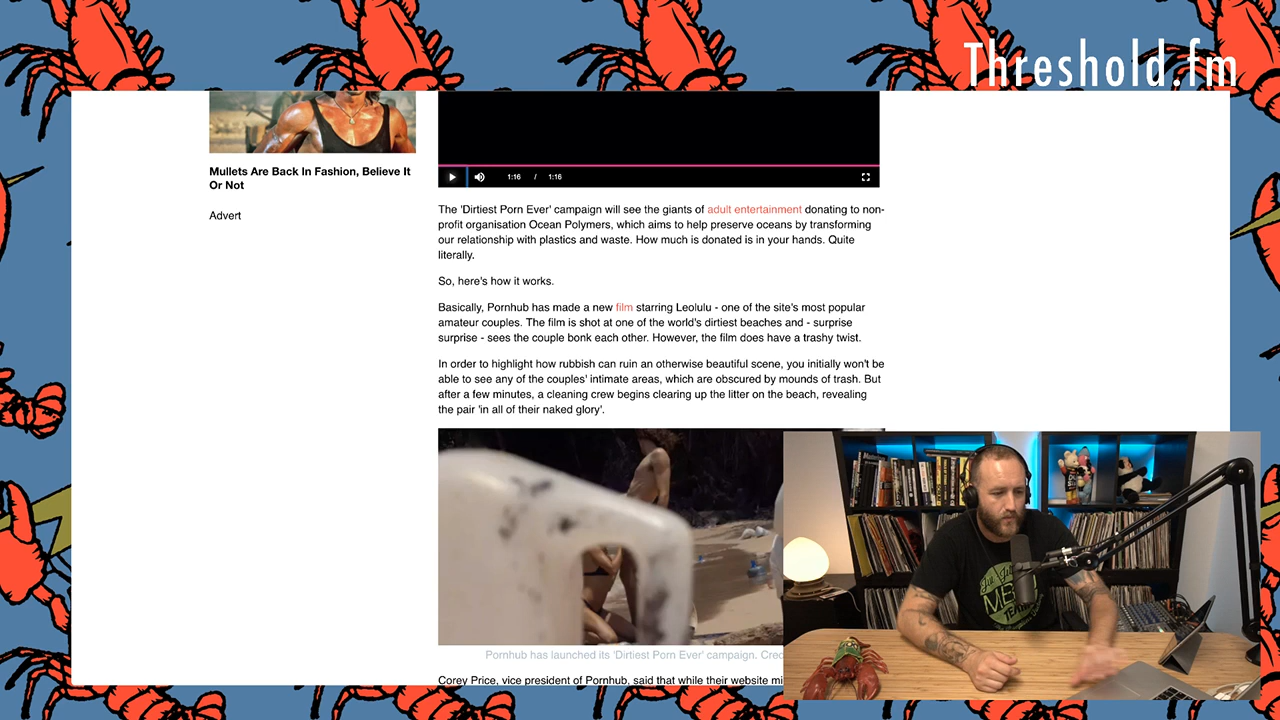 Threshold.fm
Mullets Are Back In Fashion, Believe It
Or Not
Advert
1:16 / 1:16
The 'Dirtiest Porn Ever' campaign will see the giants of adult entertainment donating to non-
profit organisation Ocean Polymers, which aims to help preserve oceans by transforming
our relationship with plastics and waste. How much is donated is in your hands. Quite
literally.
So, here's how it works.
Basically, Pornhub has made a new film starring Leolulu - one of the site's most popular
amateur couples. The film is shot at one of the world's dirtiest beaches and - surprise
surprise - sees the couple bonk each other. However, the film does have a trashy twist.
In order to highlight how rubbish can ruin an otherwise beautiful scene, you initially won't be
able to see any of the couples' intimate areas, which are obscured by mounds of trash. But
after a few minutes, a cleaning crew begins clearing up the litter on the beach, revealing
the pair 'in all of their naked glory'.
Pornhub has launched its 'Dirtiest Porn Ever' campaign. Cred
Corey Price, vice president of Pornhub, said that while their website mi